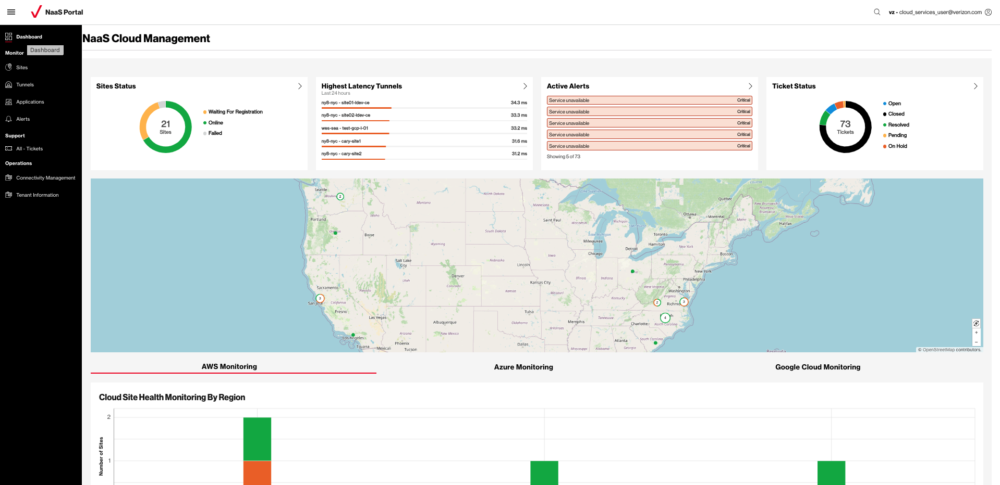 NaaS Portal
vz - cloud_services_user@verizon.com
Dashboard
Monitor
Dashboard
Sites
Tunnels
Applications
Alerts
Support
All - Tickets
Operations
Connectivity Management
Tenant Information
NaaS Cloud Management
Sites Status
21
Sites
Waiting For Registration
Online
Failed
Highest Latency Tunnels
Last 24 hours
ny8-nyc - site01-ldev-ce 34.3 ms
ny8-nyc - site02-ldev-ce 33.3 ms
wes-sea - test-gcp-l-01 33.2 ms
ny8-nyc - cary-site1 31.6 ms
ny8-nyc - cary-site2 31.2 ms
Active Alerts
Service unavailable Critical
Service unavailable Critical
Service unavailable Critical
Service unavailable Critical
Service unavailable Critical
Showing 5 of 73
Ticket Status
73
Tickets
Open
Closed
Resolved
Pending
On Hold
Seattle
2
Montana
North Dakota
Minnesota
Lake Superior
Québec
New Brunswick
Nouveau-
Brunswick
Nova Scotia
Halifax
Idaho
Portland
Boise
Wyoming
South Dakota
Saint Paul
Wisconsin
Michigan
Lake Michigan
Milwaukee
Chicago
Detroit
Toronto
Hamilton
Ottawa
Montréal
Maine
New York
Boston
Salt Lake
City
Nebraska
Iowa
Lincoln
Denver
Colorado
Utah
Nevada
Sacramento
Kansas City
Kansas
Missouri
Illinois
Indiana
Pennsylvania
New York
Philadelphia
West Virginia
Washington
Virginia
Kentucky
3
San Jose
California
Fresno
Las Vegas
2
3
4
Albuquerque
Tulsa
Oklahoma
Memphis
Tennessee
Charlotte
North Carolina
Arizona
New Mexico
Arkansas
Los Angeles
Tijuana
Mexicali
Phoenix
Tucson
Dallas
Mississippi
Alabama
Atlanta
Georgia
South Carolina
Bermuda
+
−
© OpenStreetMap contributors.
AWS Monitoring
Azure Monitoring
Google Cloud Monitoring
Cloud Site Health Monitoring By Region
Number of Sites
2
1